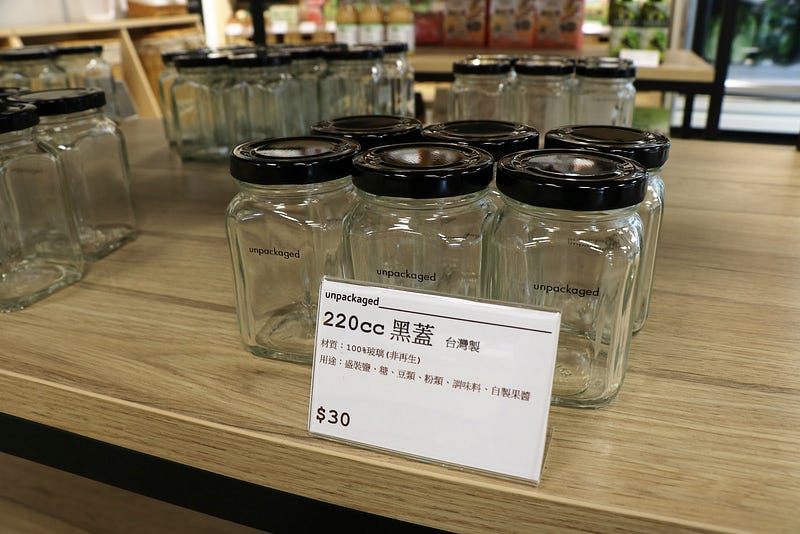 unpackaged
unpackaged
unpackaged
unpackaged
220cc 黑蓋 台灣製
材質：100%玻璃(非再生)
用途：盛裝鹽、糖、豆類、粉類、調味料、自製果醬
$30